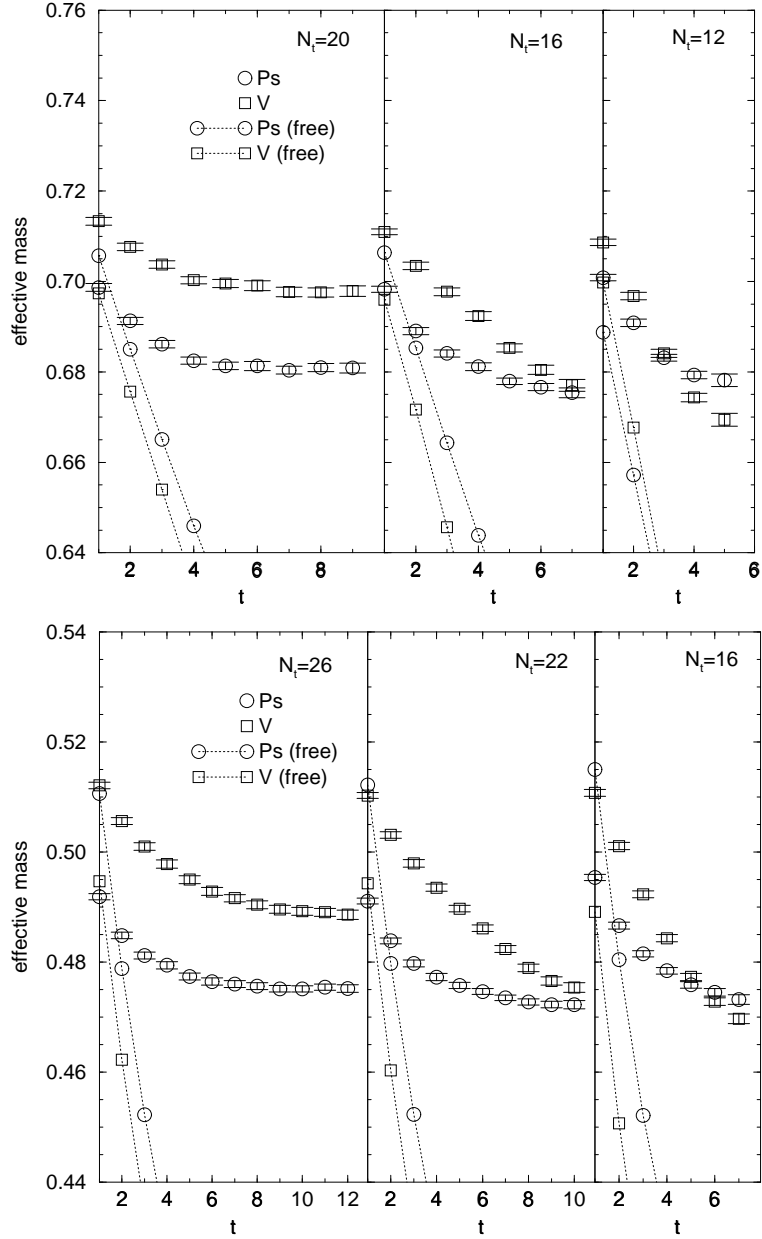 N_t=20
N_t=16
N_t=12
Ps
V
Ps (free)
V (free)
effective mass
0.76
0.74
0.72
0.70
0.68
0.66
0.64
2 4 6 8
2 4 6
2 4 6
t
t
t
N_t=26
N_t=22
N_t=16
Ps
V
Ps (free)
V (free)
effective mass
0.54
0.52
0.50
0.48
0.46
0.44
2 4 6 8 10 12
2 4 6 8 10
2 4 6
t
t
t